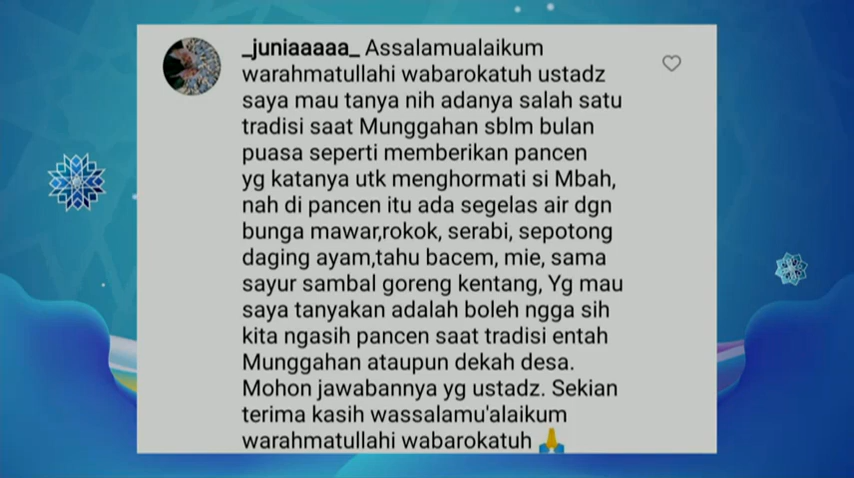 _juniaaaaa_ Assalamualaikum
warahmatullahi wabarokatuh ustadz
saya mau tanya nih adanya salah satu
tradisi saat Munggahan sblm bulan
puasa seperti memberikan pancen
yg katanya utk menghormati si Mbah,
nah di pancen itu ada segelas air dgn
bunga mawar,rokok, serabi, sepotong
daging ayam,tahu bacem, mie, sama
sayur sambal goreng kentang, Yg mau
saya tanyakan adalah boleh ngga sih
kita ngasih pancen saat tradisi entah
Munggahan ataupun dekah desa.
Mohon jawabannya yg ustadz. Sekian
terima kasih wassalamu'alaikum
warahmatullahi wabarokatuh 🙏